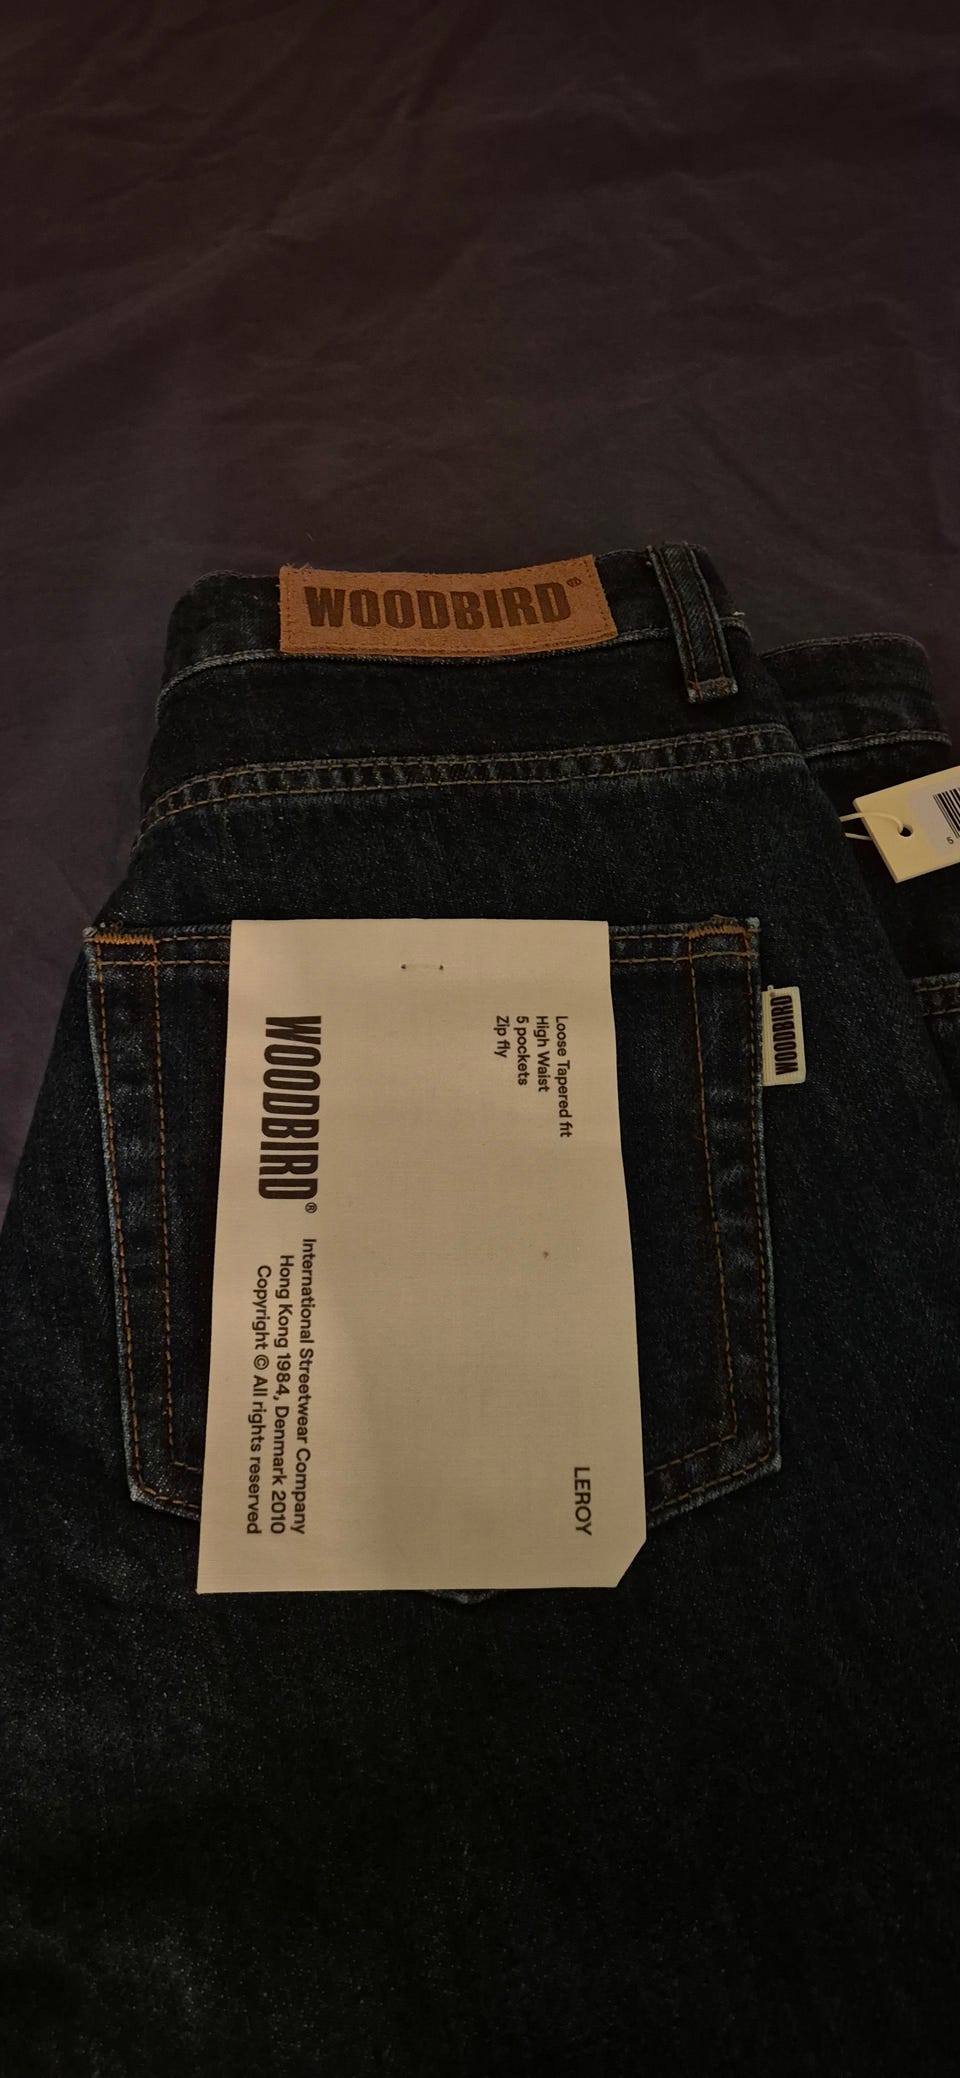 WOODBIRD®
5
WOODBIRD®
Loose Tapered fit
High Waist
5 pockets
Zip fly
LEROY
WOODBIRD®
International Streetwear Company
Hong Kong 1984, Denmark 2010
Copyright © All rights reserved